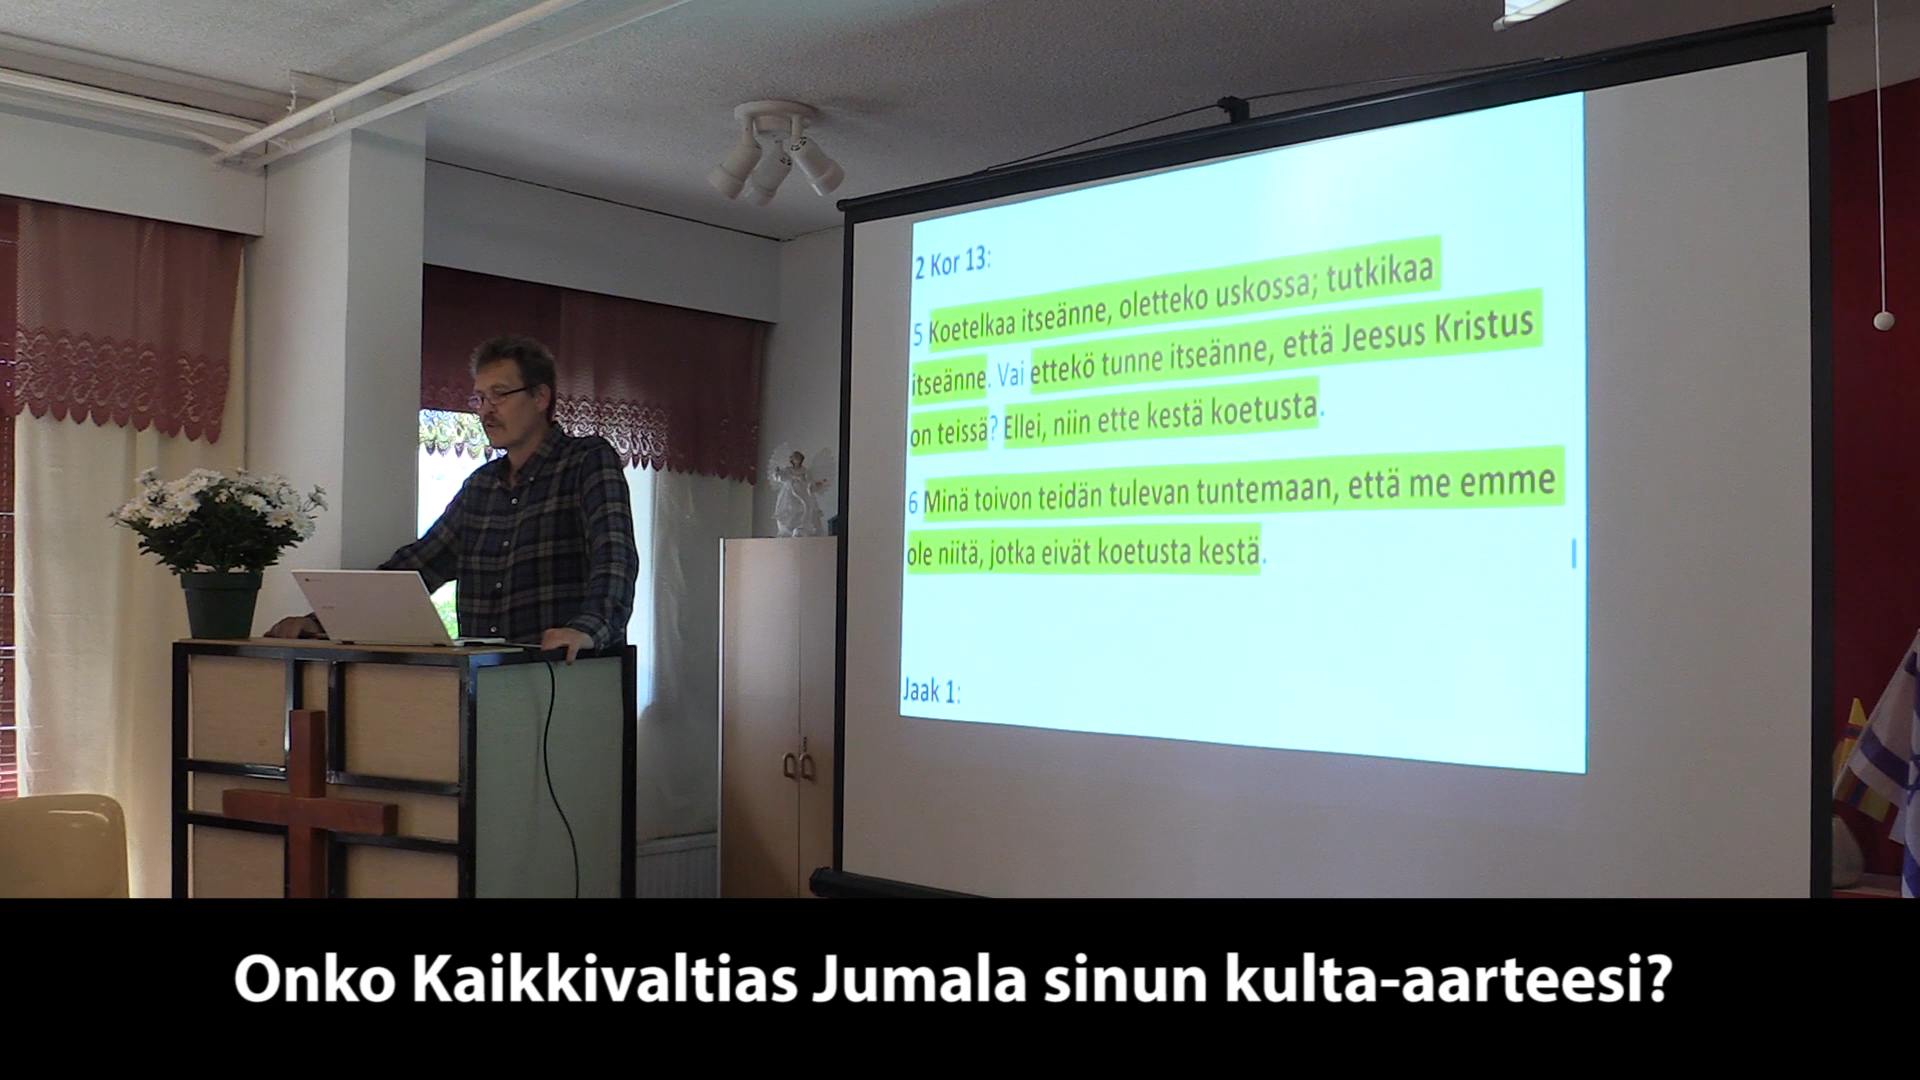 2 Kor 13:
5 Koetelkaa itseänne, oletteko uskossa; tutkikaa
itseänne. Vai ettekö tunne itseänne, että Jeesus Kristus
on teissä? Ellei, niin ette kestä koetusta.
6 Minä toivon teidän tulevan tuntemaan, että me emme
ole niitä, jotka eivät koetusta kestä.
Jaak 1:
Onko Kaikkivaltias Jumala sinun kulta-aarteesi?